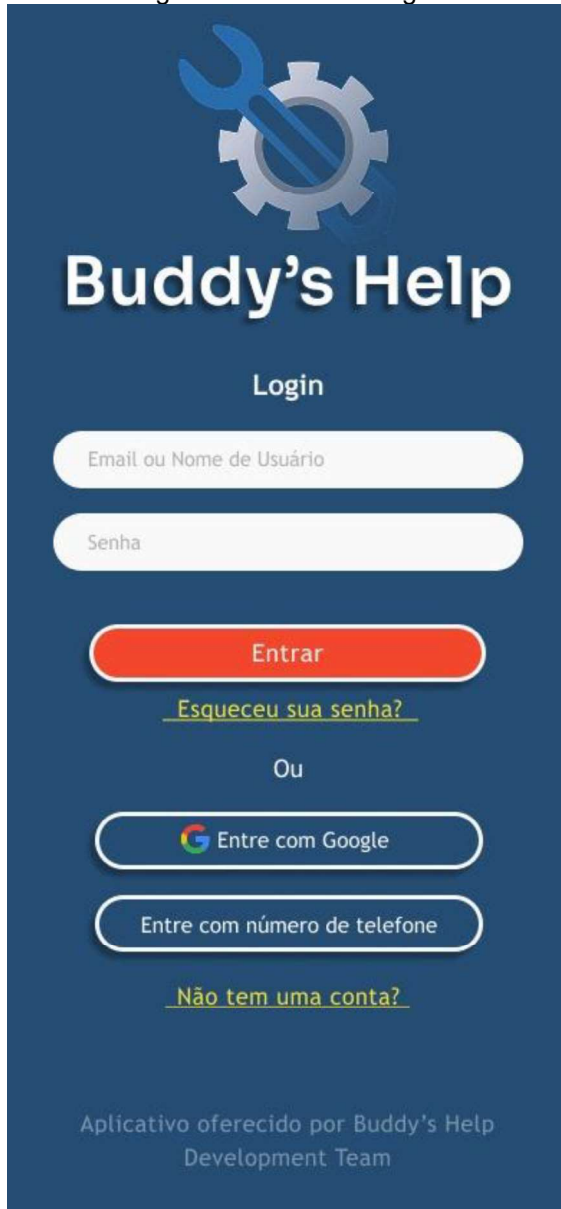 Buddy's Help
Login
Email ou Nome de Usuário
Senha
Entrar
Esqueceu sua senha?
Ou
Entre com Google
Entre com número de telefone
Não tem uma conta?
Aplicativo oferecido por Buddy's Help
Development Team